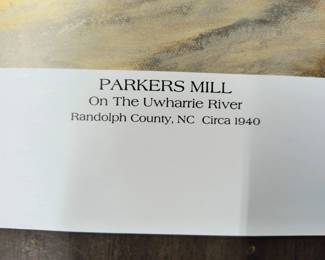 PARKERS MILL
On The Uwharrie River
Randolph County, NC Circa 1940